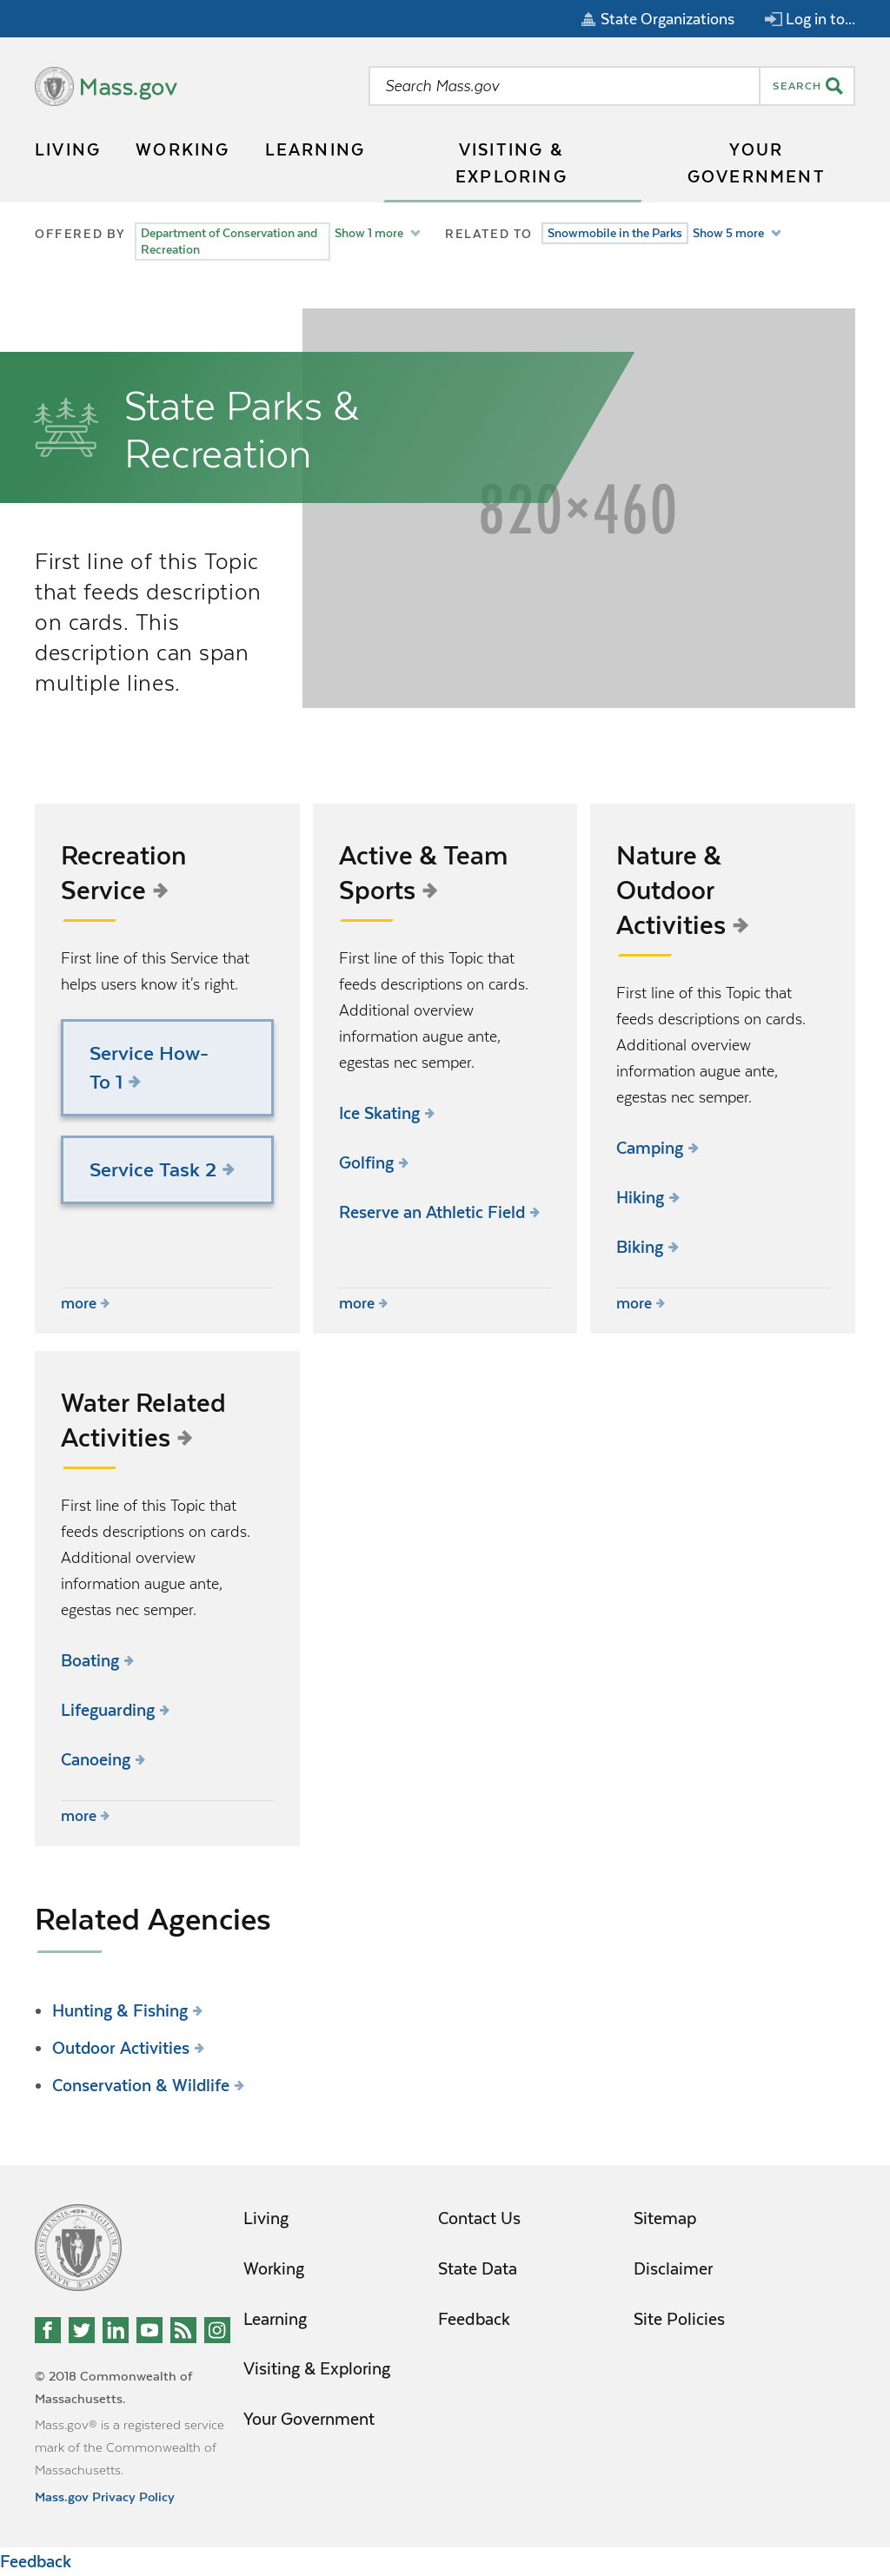 State Organizations
Log in to...
Mass.gov
Search Mass.gov
SEARCH
LIVING
WORKING
LEARNING
VISITING &
EXPLORING
YOUR
GOVERNMENT
OFFERED BY
Department of Conservation and
Recreation
Show 1 more
RELATED TO
Snowmobile in the Parks
Show 5 more
State Parks &
Recreation
820×460
First line of this Topic
that feeds description
on cards. This
description can span
multiple lines.
Recreation
Service
First line of this Service that
helps users know it's right.
Service How-
To 1
Service Task 2
more
Active & Team
Sports
First line of this Topic that
feeds descriptions on cards.
Additional overview
information augue ante,
egestas nec semper.
Ice Skating
Golfing
Reserve an Athletic Field
more
Nature &
Outdoor
Activities
First line of this Topic that
feeds descriptions on cards.
Additional overview
information augue ante,
egestas nec semper.
Camping
Hiking
Biking
more
Water Related
Activities
First line of this Topic that
feeds descriptions on cards.
Additional overview
information augue ante,
egestas nec semper.
Boating
Lifeguarding
Canoeing
more
Related Agencies
• Hunting & Fishing
• Outdoor Activities
• Conservation & Wildlife
Living
Working
Learning
Visiting & Exploring
Your Government
Contact Us
State Data
Feedback
Sitemap
Disclaimer
Site Policies
© 2018 Commonwealth of
Massachusetts.
Mass.gov® is a registered service
mark of the Commonwealth of
Massachusetts.
Mass.gov Privacy Policy
Feedback